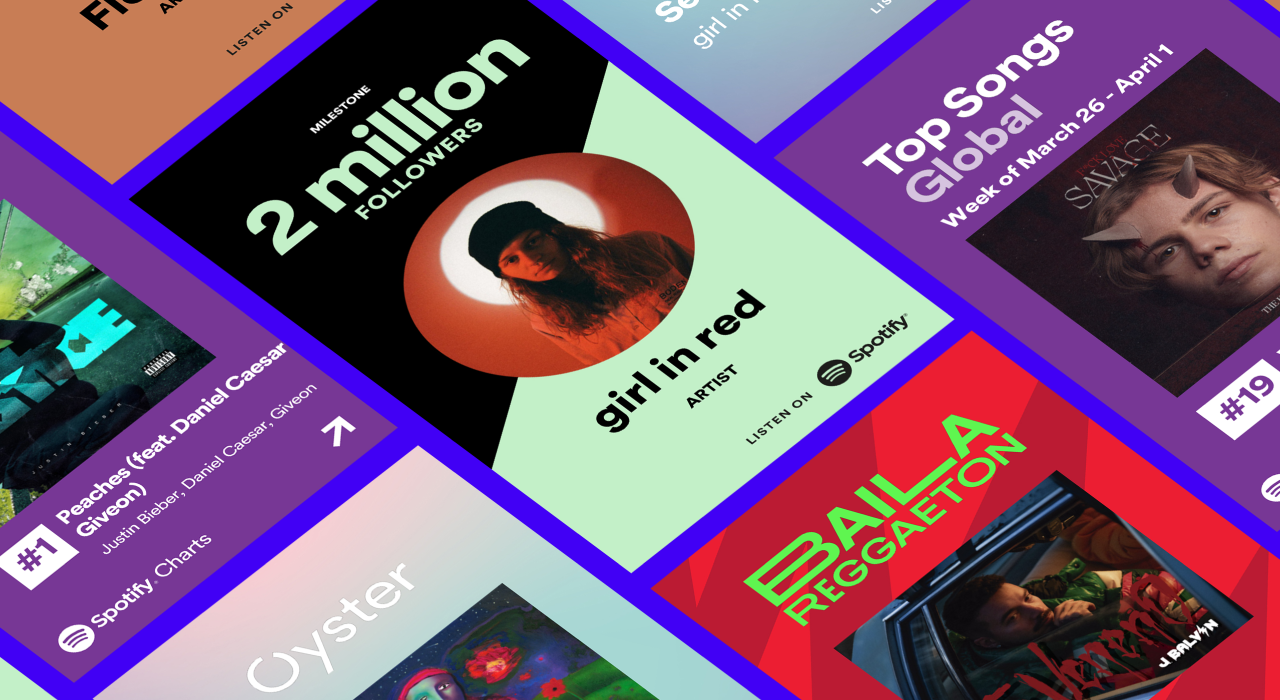 LISTEN ON
MILESTONE
2 million
FOLLOWERS
girl in red
ARTIST
LISTEN ON
Spotify
girl in r
Top Songs
Global
Week of March 26 - April 1
SAVAGE
#19
#1
Peaches (feat. Daniel Caesar
Giveon)
Justin Bieber, Daniel Caesar, Giveon
Spotify Charts
Oyster
BAILA
REGGAETON
J BALVIN